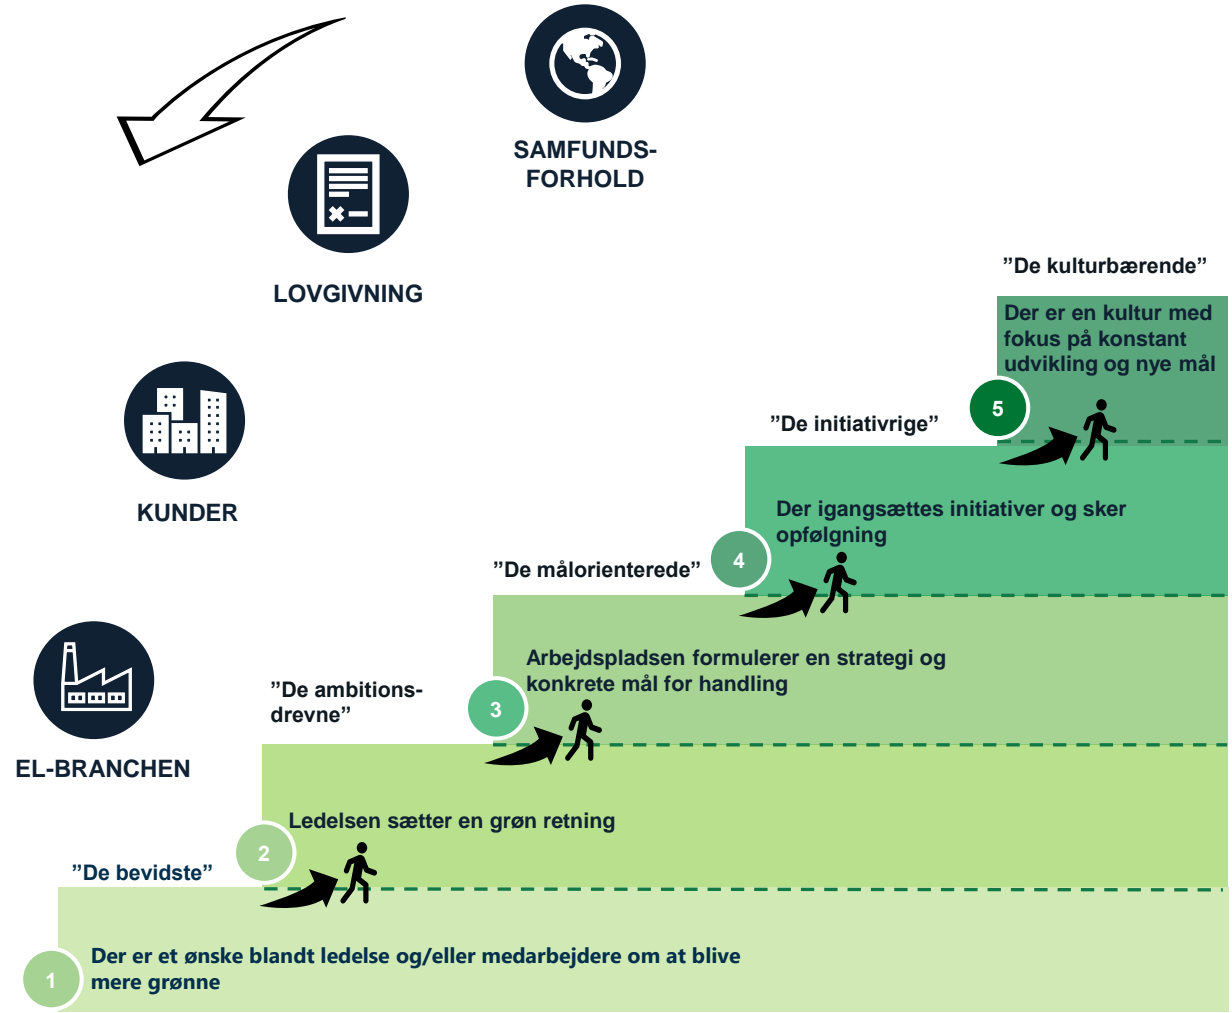 SAMFUNDS-
FORHOLD
LOVGIVNING
KUNDER
EL-BRANCHEN
”De kulturbærende”
Der er en kultur med
fokus på konstant
udvikling og nye mål
5
”De initiativrige”
Der igangsættes initiativer og sker
opfølgning
4
”De målorienterede”
Arbejdspladsen formulerer en strategi og
konkrete mål for handling
3
”De ambitions-
drevne”
Ledelsen sætter en grøn retning
2
”De bevidste”
Der er et ønske blandt ledelse og/eller medarbejdere om at blive
mere grønne
1